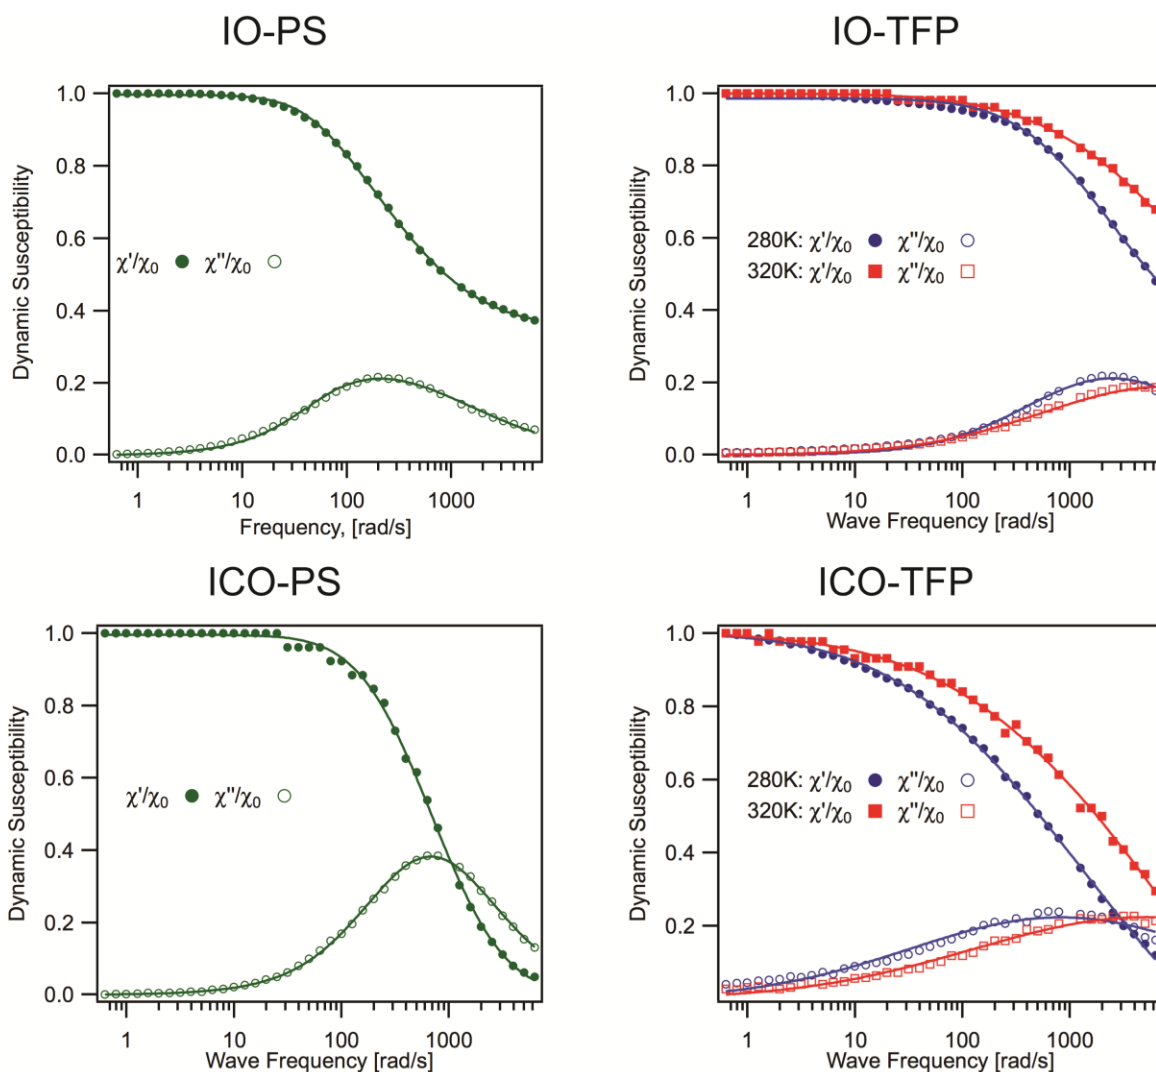 IO-PS
IO-TFP
Dynamic Susceptibility
1.0
0.8
0.6
0.4
0.2
0.0
χ'/χ₀ χ"/χ₀
1 10 100 1000
Frequency, [rad/s]
Dynamic Susceptibility
1.0
0.8
0.6
0.4
0.2
0.0
280K: χ'/χ₀ χ"/χ₀
320K: χ'/χ₀ χ"/χ₀
1 10 100 1000
Wave Frequency [rad/s]
ICO-PS
ICO-TFP
Dynamic Susceptibility
1.0
0.8
0.6
0.4
0.2
0.0
χ'/χ₀ χ"/χ₀
1 10 100 1000
Wave Frequency [rad/s]
Dynamic Susceptibility
1.0
0.8
0.6
0.4
0.2
280K: χ'/χ₀ χ"/χ₀
320K: χ'/χ₀ χ"/χ₀
1 10 100 1000
Wave Frequency [rad/s]